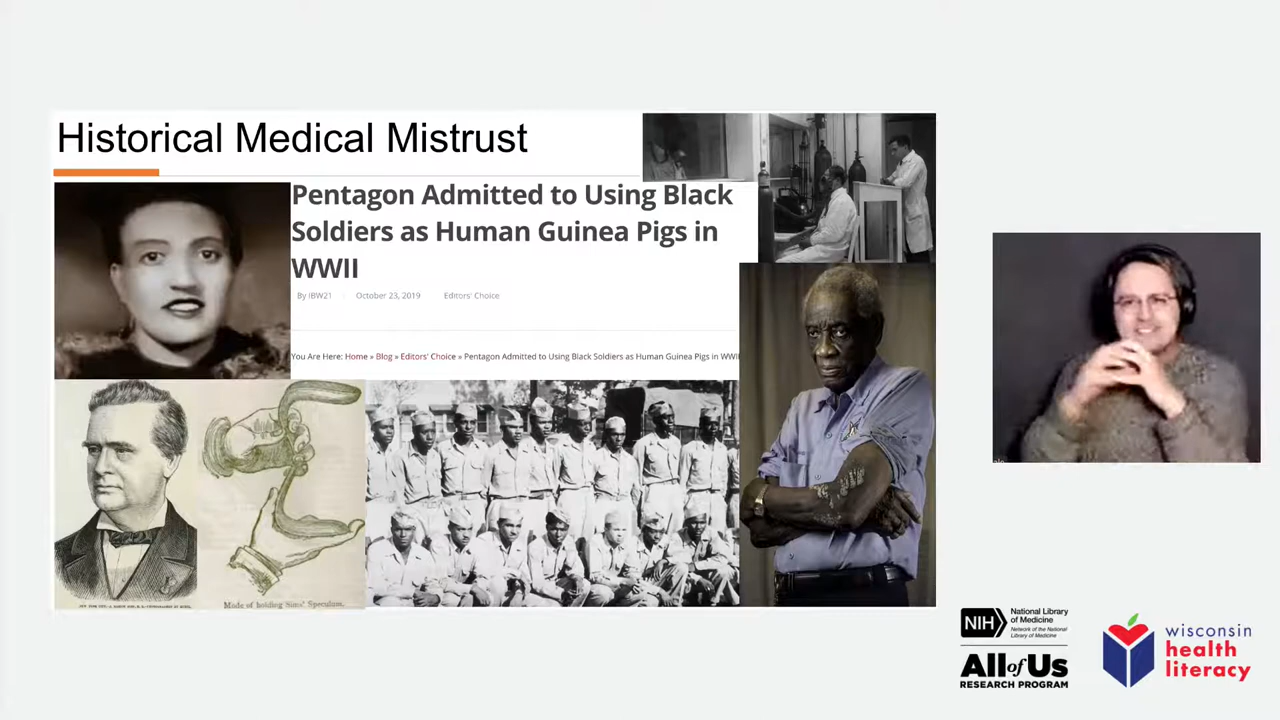 Historical Medical Mistrust
Pentagon Admitted to Using Black
Soldiers as Human Guinea Pigs in
WWII
By IBW21
October 23, 2019
Editors' Choice
You Are Here: Home » Blog » Editors' Choice » Pentagon Admitted to Using Black Soldiers as Human Guinea Pigs in WWII
Mode of holding Sims' Speculum.
NIH
National Library
of Medicine
Network of the National
Library of Medicine
All of Us
RESEARCH PROGRAM
wisconsin
health
literacy